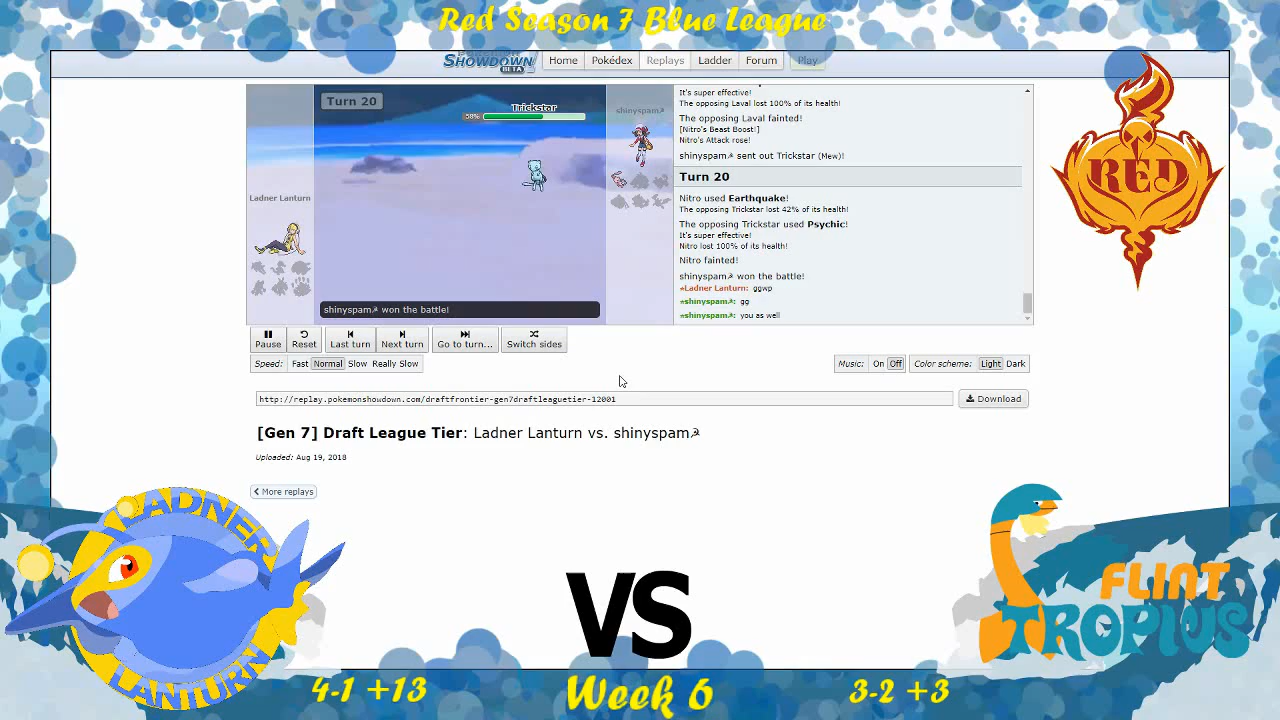 Red Season 7 Blue League
POKÉMON
SHOWDOWN
BETA
Home Pokédex Replays Ladder Forum Play
Turn 20
Trickstar
58%
Ladner Lanturn
shinyspam☭
shinyspam☭ won the battle!
It's super effective!
The opposing Laval lost 100% of its health!
The opposing Laval fainted!
[Nitro's Beast Boost!]
Nitro's Attack rose!
shinyspam☭ sent out Trickstar (Mew)!
Turn 20
Nitro used Earthquake!
The opposing Trickstar lost 42% of its health!
The opposing Trickstar used Psychic!
It's super effective!
Nitro lost 100% of its health!
Nitro fainted!
shinyspam☭ won the battle!
★Ladner Lanturn: ggwp
★shinyspam☭: gg
★shinyspam☭: you as well
RED
Pause Reset Last turn Next turn Go to turn... Switch sides
Speed: Fast Normal Slow Really Slow
Music: On Off Color scheme: Light Dark
http://replay.pokemonshowdown.com/draftfrontier-gen7draftleaguetier-12001
Download
[Gen 7] Draft League Tier: Ladner Lanturn vs. shinyspam☭
Uploaded: Aug 19, 2018
More replays
LADNER
LANTURN
VS
FLINT
TROPIUS
4-1 +13
Week 6
3-2 +3